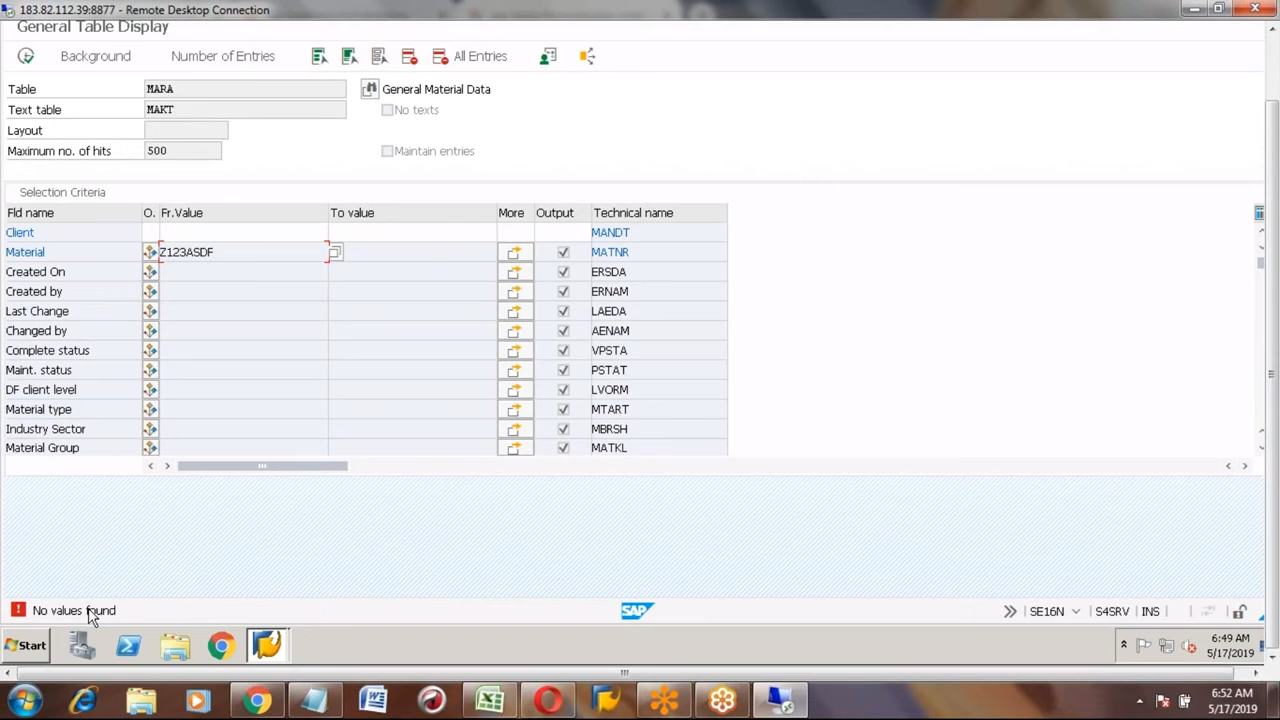 183.82.112.39:8877 - Remote Desktop Connection
General Table Display
Background Number of Entries All Entries
Table MARA General Material Data
Text table MAKT No texts
Layout
Maximum no. of hits 500 Maintain entries
Selection Criteria
Fld name O. Fr.Value To value More Output Technical name
Client MANDT
Material Z123ASDF MATNR
Created On ERSDA
Created by ERNAM
Last Change LAEDA
Changed by AENAM
Complete status VPSTA
Maint. status PSTAT
DF client level LVORM
Material type MTART
Industry Sector MBRSH
Material Group MATKL
No values found SAP SE16N S4SRV INS
Start 6:49 AM
5/17/2019
6:52 AM
5/17/2019